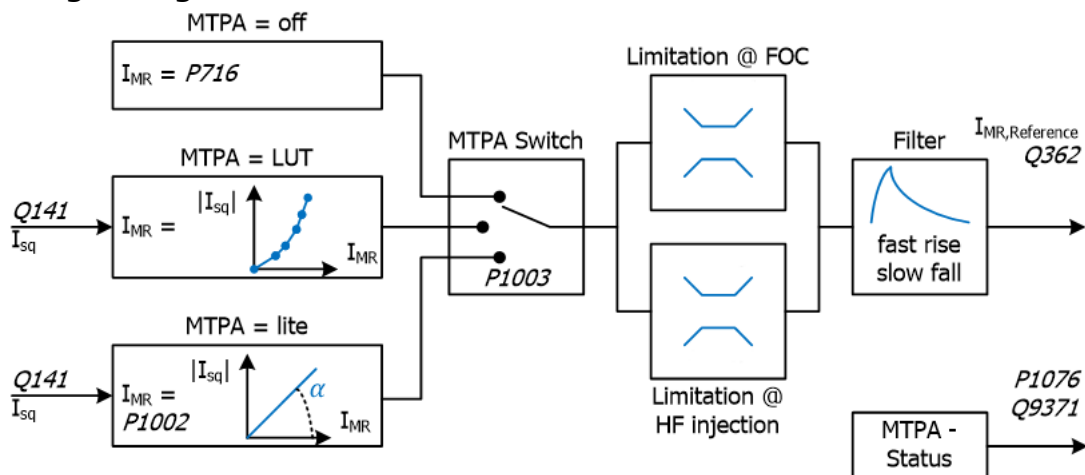 MTPA = off
I_MR = P716
MTPA = LUT
Q141
I_sq
I_MR =
|I_sq|
I_MR
MTPA = lite
Q141
I_sq
I_MR =
P1002
|I_sq|
α
I_MR
MTPA Switch
P1003
Limitation @ FOC
Limitation @
HF injection
Filter
fast rise
slow fall
I_MR,Reference
Q362
P1076
Q9371
MTPA -
Status